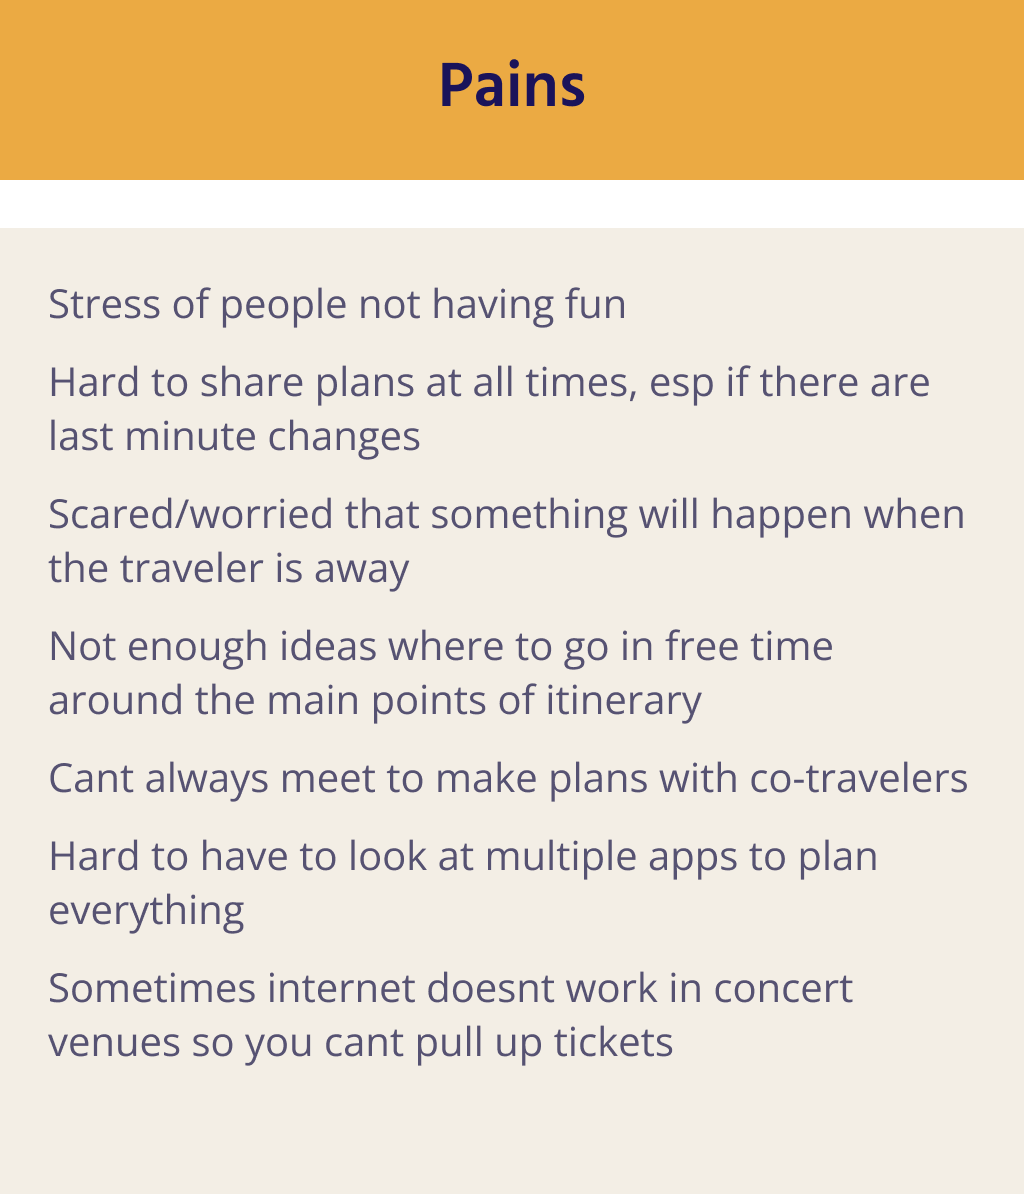 Pains
Stress of people not having fun
Hard to share plans at all times, esp if there are
last minute changes
Scared/worried that something will happen when
the traveler is away
Not enough ideas where to go in free time
around the main points of itinerary
Cant always meet to make plans with co-travelers
Hard to have to look at multiple apps to plan
everything
Sometimes internet doesnt work in concert
venues so you cant pull up tickets